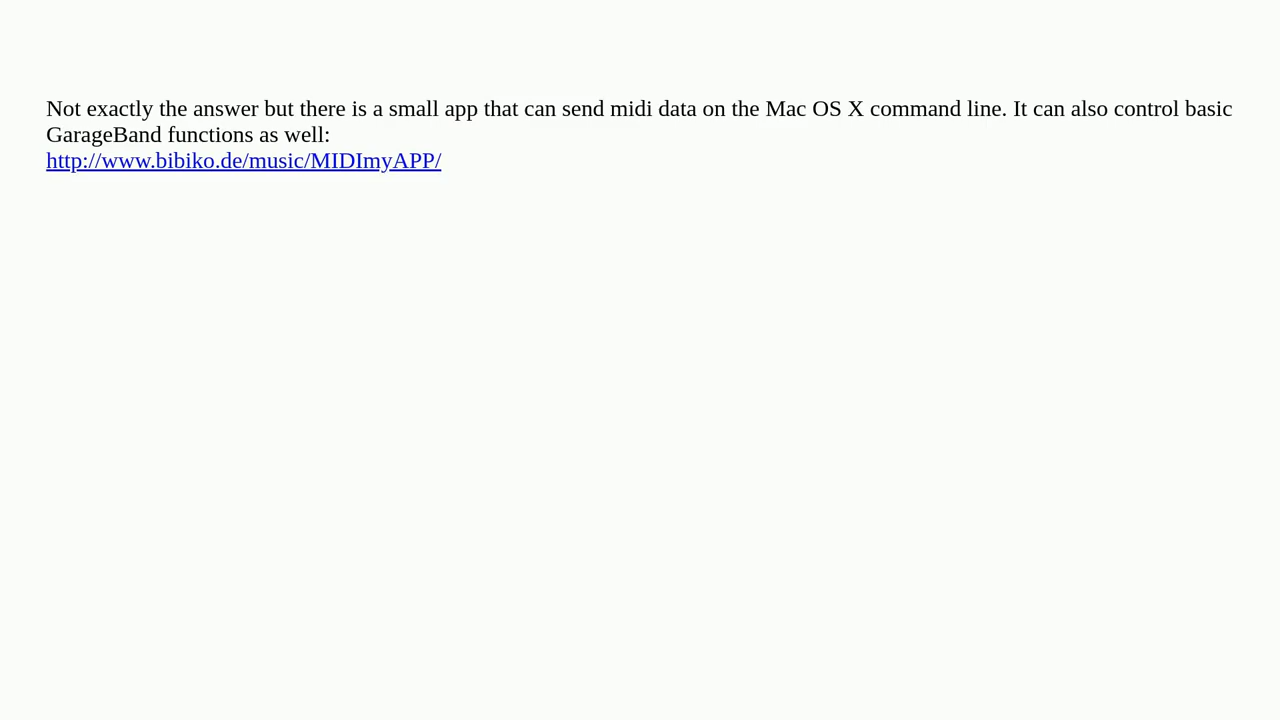 Not exactly the answer but there is a small app that can send midi data on the Mac OS X command line. It can also control basic
GarageBand functions as well:
http://www.bibiko.de/music/MIDImyAPP/